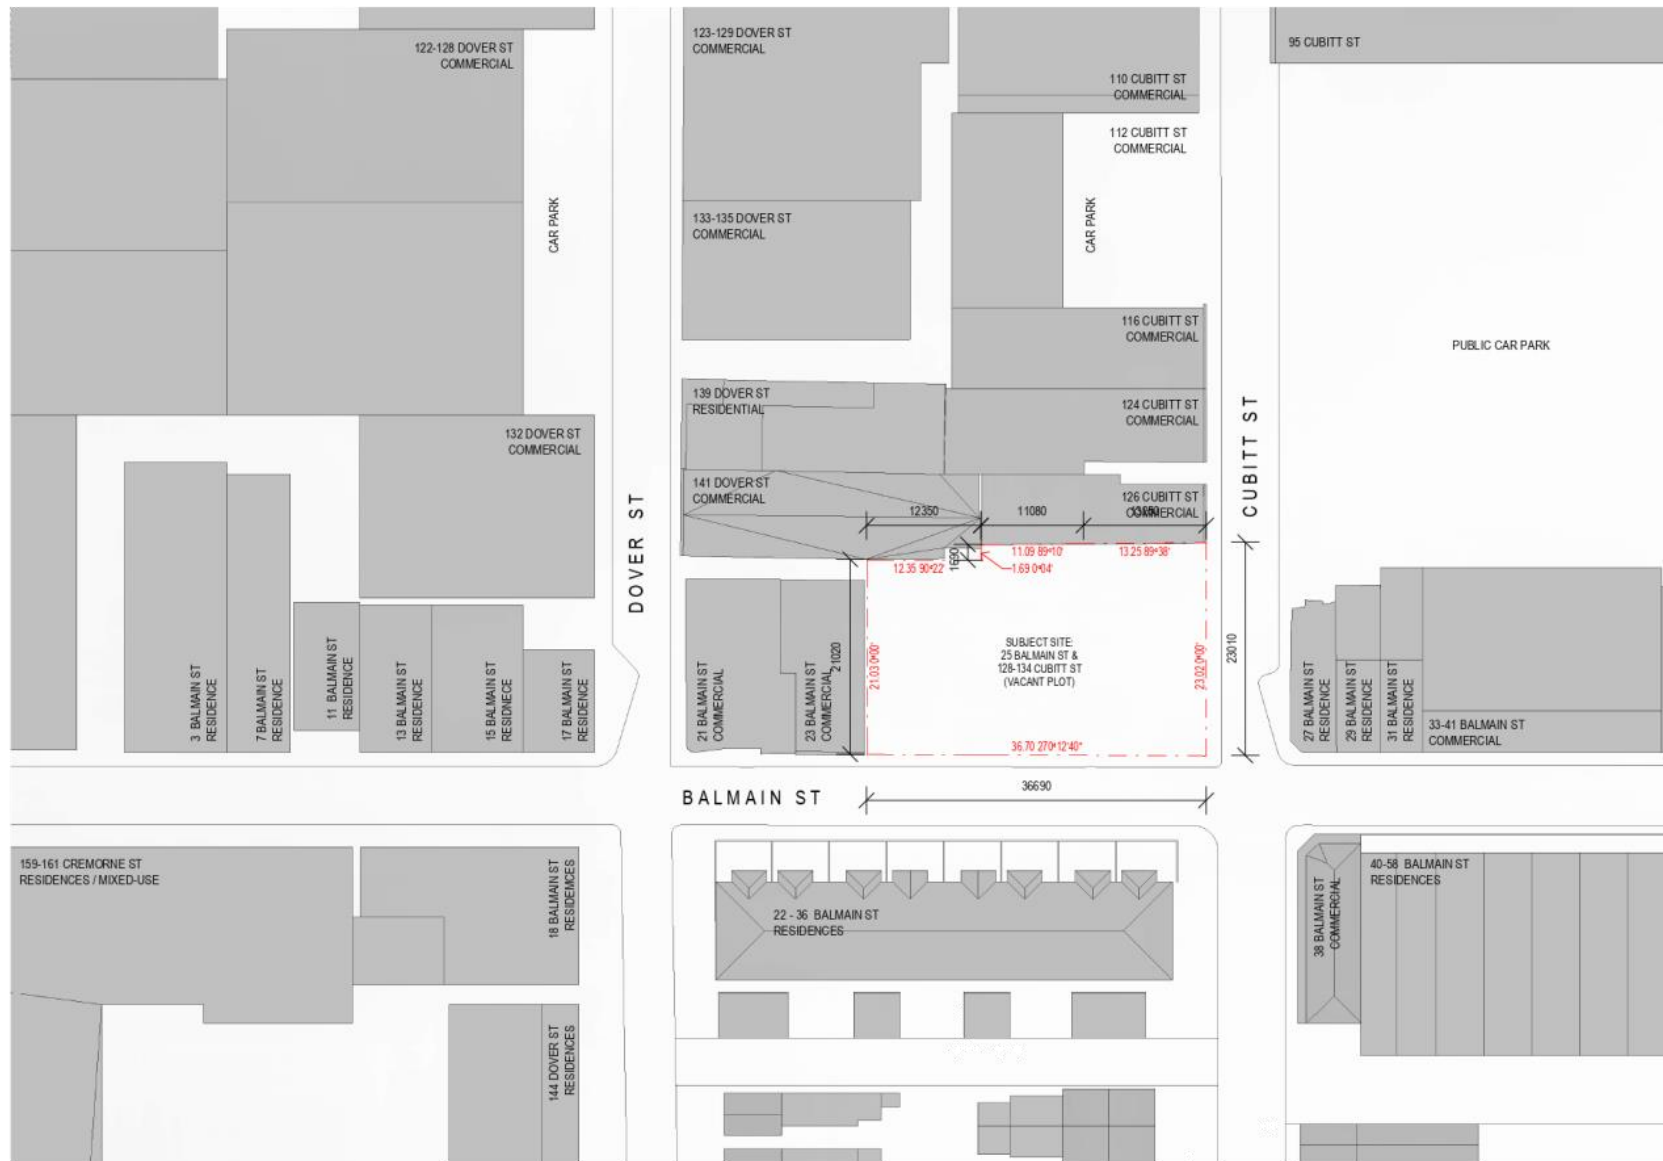 122-128 DOVER ST
COMMERCIAL
123-129 DOVER ST
COMMERCIAL
95 CUBITT ST
110 CUBITT ST
COMMERCIAL
112 CUBITT ST
COMMERCIAL
CAR PARK
133-135 DOVER ST
COMMERCIAL
CAR PARK
116 CUBITT ST
COMMERCIAL
PUBLIC CAR PARK
139 DOVER ST
RESIDENTIAL
124 CUBITT ST
COMMERCIAL
132 DOVER ST
COMMERCIAL
CUBITT ST
141 DOVER ST
COMMERCIAL
126 CUBITT ST
COMMERCIAL
12350
11080
DOVER ST
1690
11.09 89°10'
13.25 89°38'
12.35 90°22'
1.69 0°04'
21020
21.03 0°00'
SUBJECT SITE:
25 BALMAIN ST &
128-134 CUBITT ST
(VACANT PLOT)
23.02 0°00'
23010
36.70 270°12'40"
3 BALMAIN ST
RESIDENCE
7 BALMAIN ST
RESIDENCE
11 BALMAIN ST
RESIDENCE
13 BALMAIN ST
RESIDENCE
15 BALMAIN ST
RESIDNECE
17 BALMAIN ST
RESIDENCE
21 BALMAIN ST
COMMERCIAL
23 BALMAIN ST
COMMERCIAL
27 BALMAIN ST
RESIDENCE
29 BALMAIN ST
RESIDENCE
31 BALMAIN ST
RESIDENCE
33-41 BALMAIN ST
COMMERCIAL
BALMAIN ST
36690
159-161 CREMORNE ST
RESIDENCES / MIXED-USE
18 BALMAIN ST
RESIDEMCES
22 - 36 BALMAIN ST
RESIDENCES
38 BALMAIN ST
COMMERCIAL
40-58 BALMAIN ST
RESIDENCES
144 DOVER ST
RESIDENCES